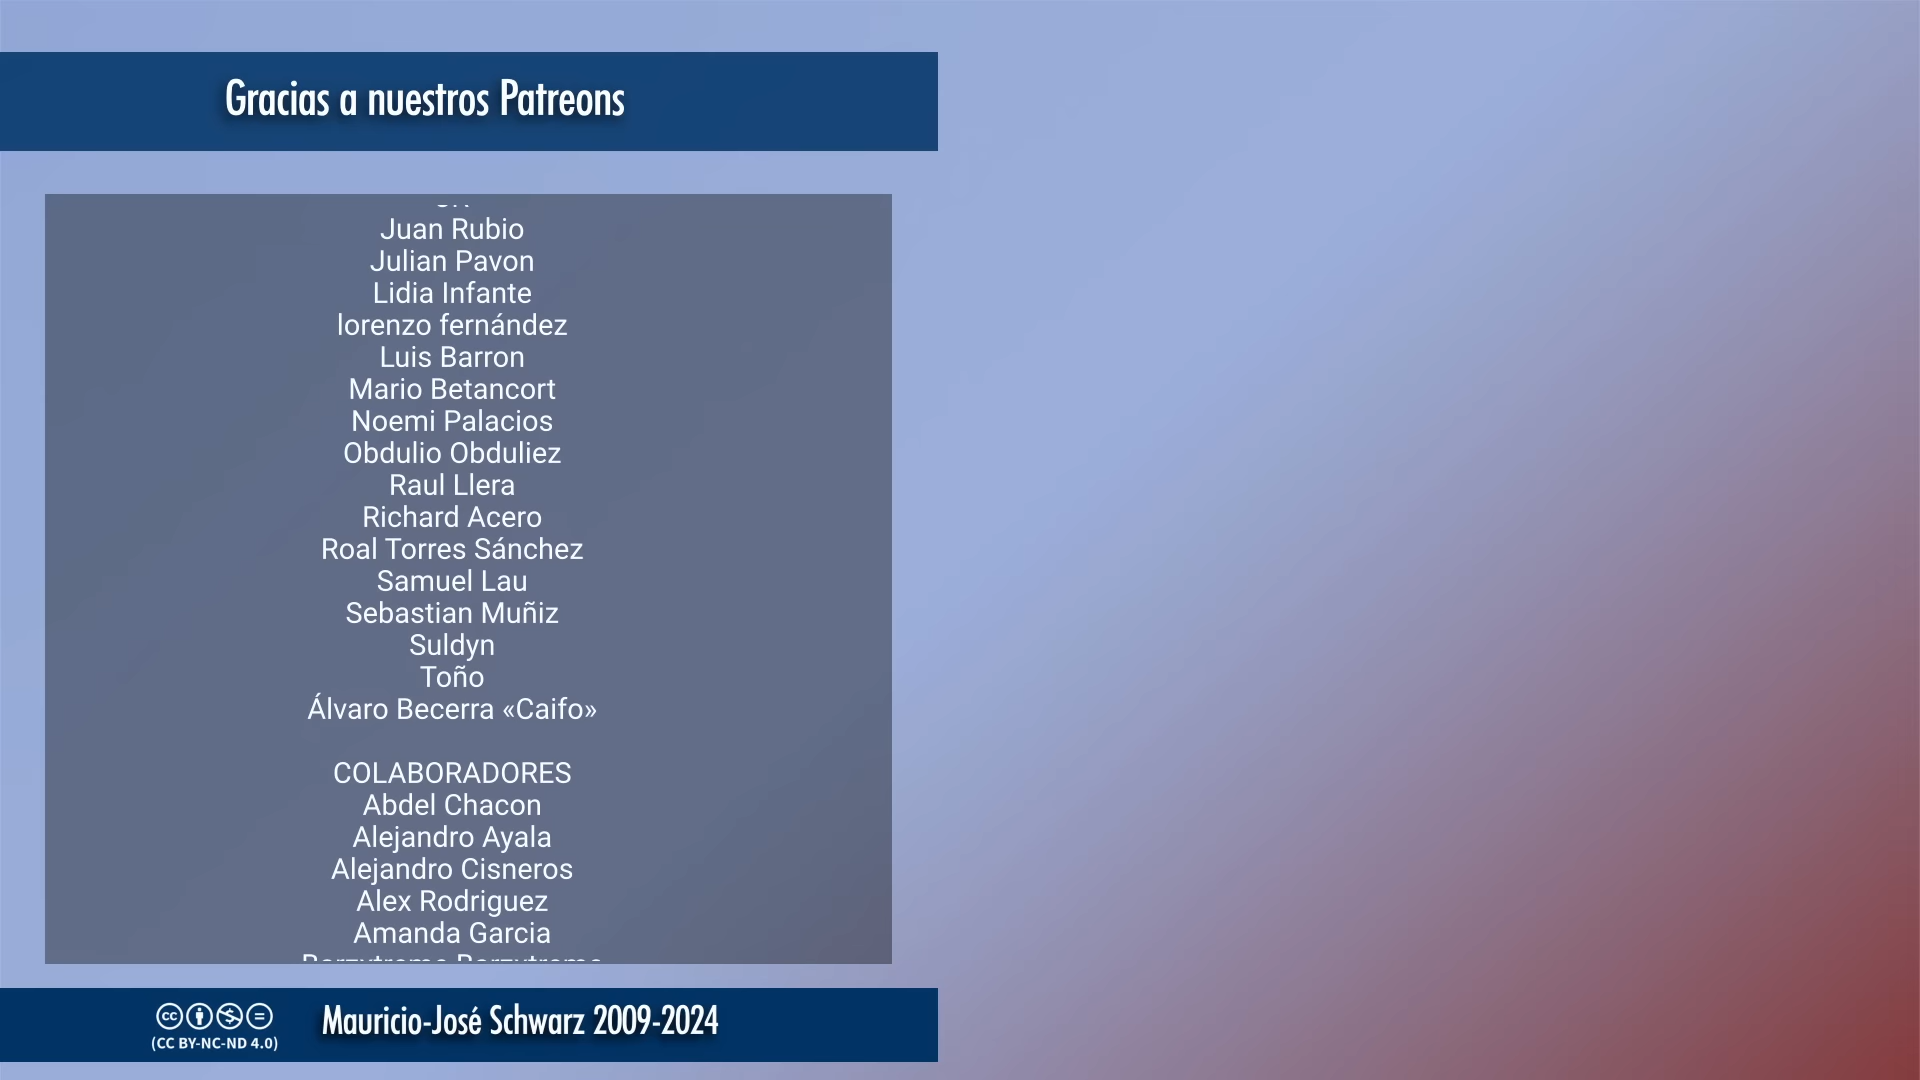 Gracias a nuestros Patreons
Juan Rubio
Julian Pavon
Lidia Infante
lorenzo fernández
Luis Barron
Mario Betancort
Noemi Palacios
Obdulio Obduliez
Raul Llera
Richard Acero
Roal Torres Sánchez
Samuel Lau
Sebastian Muñiz
Suldyn
Toño
Álvaro Becerra «Caifo»
COLABORADORES
Abdel Chacon
Alejandro Ayala
Alejandro Cisneros
Alex Rodriguez
Amanda Garcia
(CC BY-NC-ND 4.0)
Mauricio-José Schwarz 2009-2024